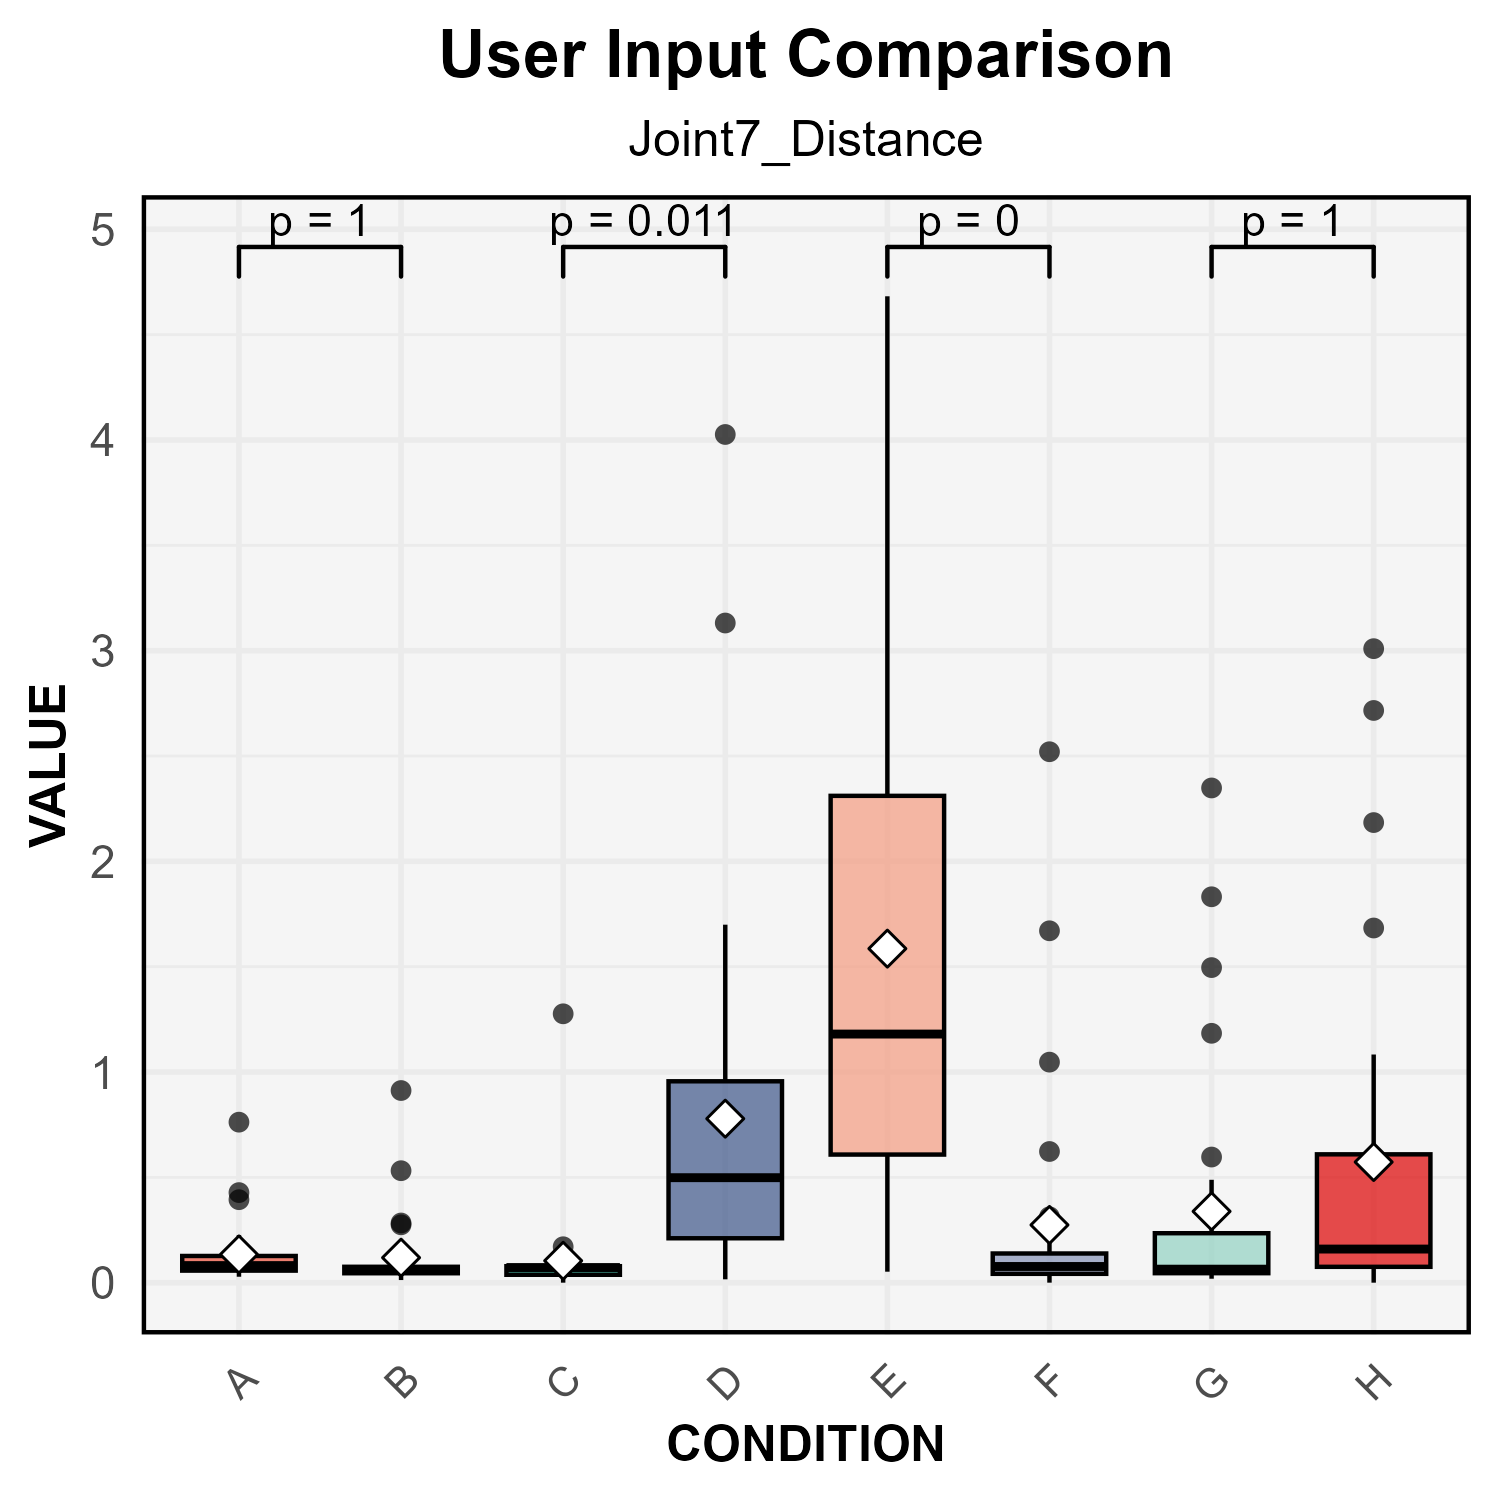 User Input Comparison
Joint7_Distance
p = 1 p = 0.011 p = 0 p = 1
5
4
3
2
1
0
VALUE
A B C D E F G H
CONDITION